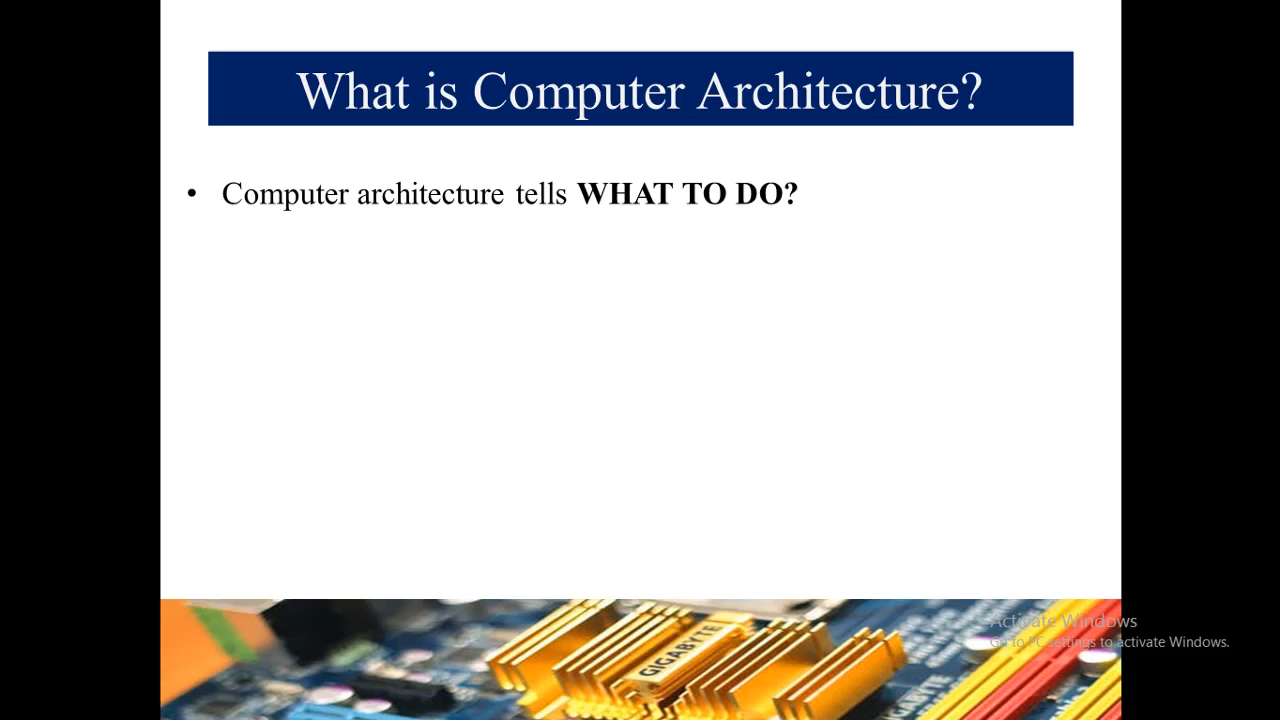 What is Computer Architecture?
• Computer architecture tells WHAT TO DO?
GIGABYTE
Activate Windows
Go to PC settings to activate Windows.
GIGABYTE